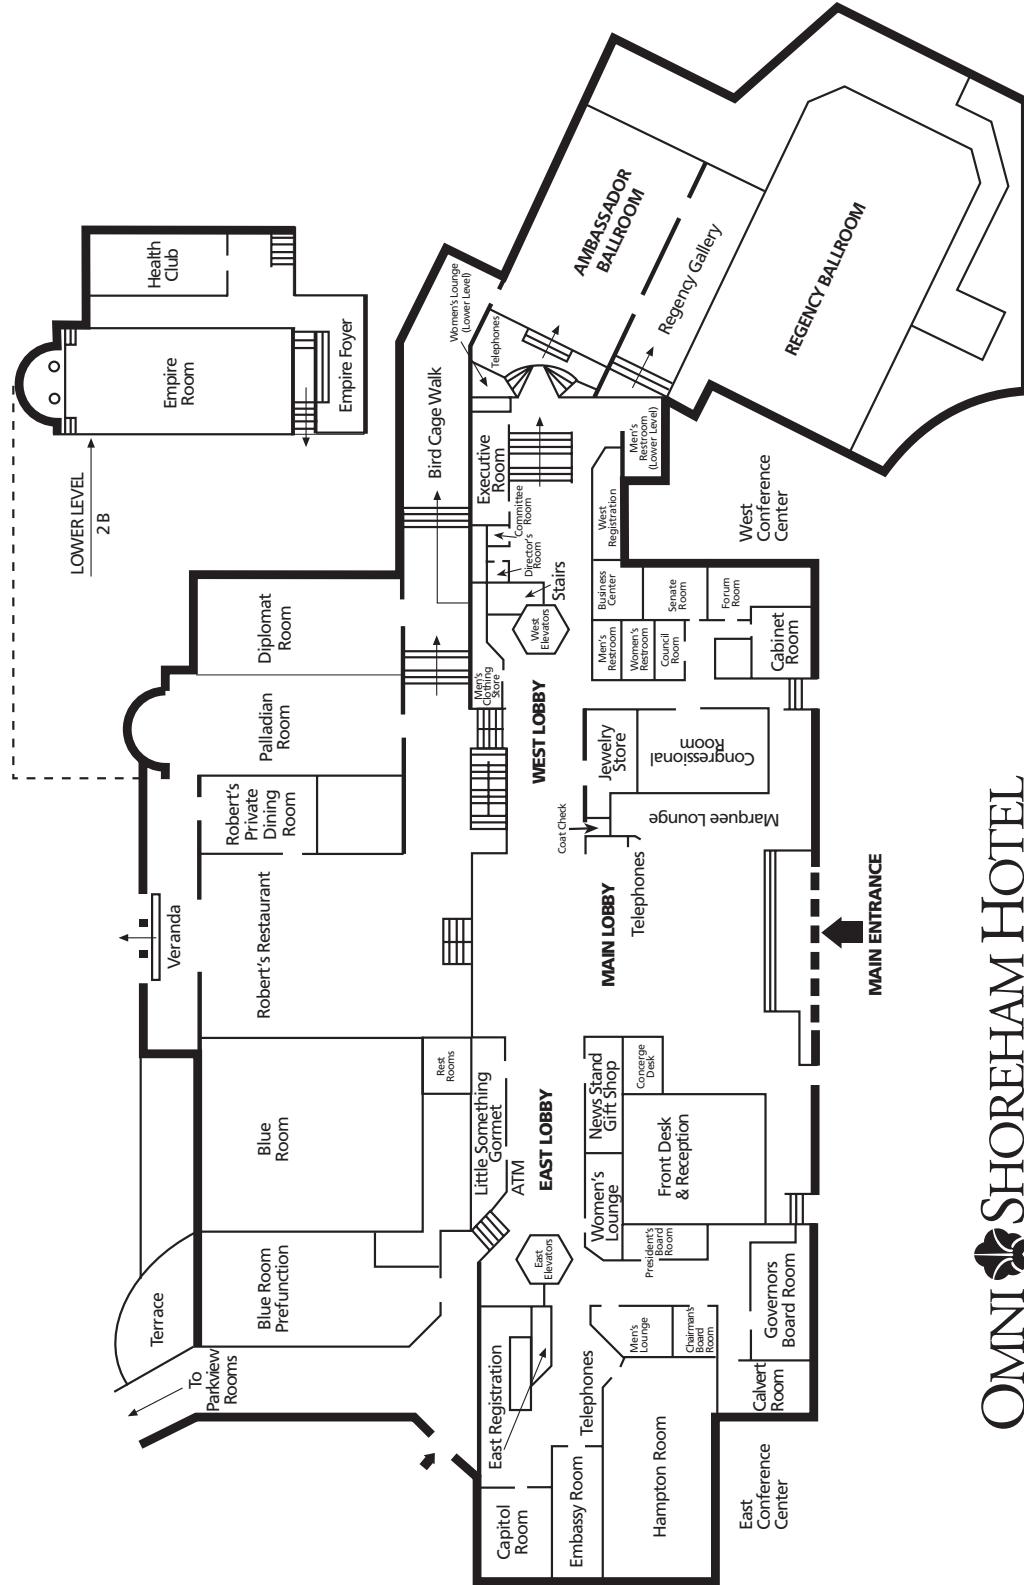 Health
Club
Empire
Room
Empire Foyer
LOWER LEVEL
2 B
Women's Lounge
(Lower Level)
Telephones
AMBASSADOR
BALLROOM
Regency Gallery
REGENCY BALLROOM
Bird Cage Walk
Executive
Room
Men's
Restroom
(Lower Level)
Committee
Room
Director's
Room
Stairs
West
Registration
West
Conference
Center
Diplomat
Room
Palladian
Room
Business
Center
Senate
Room
Forum
Room
West
Elevators
Men's
Restroom
Women's
Restroom
Council
Room
Cabinet
Room
Men's
Clothing
Store
WEST LOBBY
Jewelry
Store
Congressional
Room
Marquee Lounge
Coat Check
Robert's
Private
Dining
Room
Robert's Restaurant
Veranda
MAIN LOBBY
Telephones
MAIN ENTRANCE
Blue
Room
Rest
Rooms
Little Something
Gormet
ATM
EAST LOBBY
News Stand
Gift Shop
Concerge
Desk
Front Desk
& Reception
Women's
Lounge
President's
Board
Room
East
Elevators
Blue Room
Prefunction
Terrace
To
Parkview
Rooms
East Registration
Telephones
Men's
Lounge
Chairman's
Board
Room
Governors
Board Room
Calvert
Room
Capitol
Room
Embassy Room
Hampton Room
East
Conference
Center
OMNI SHOREHAM HOTEL